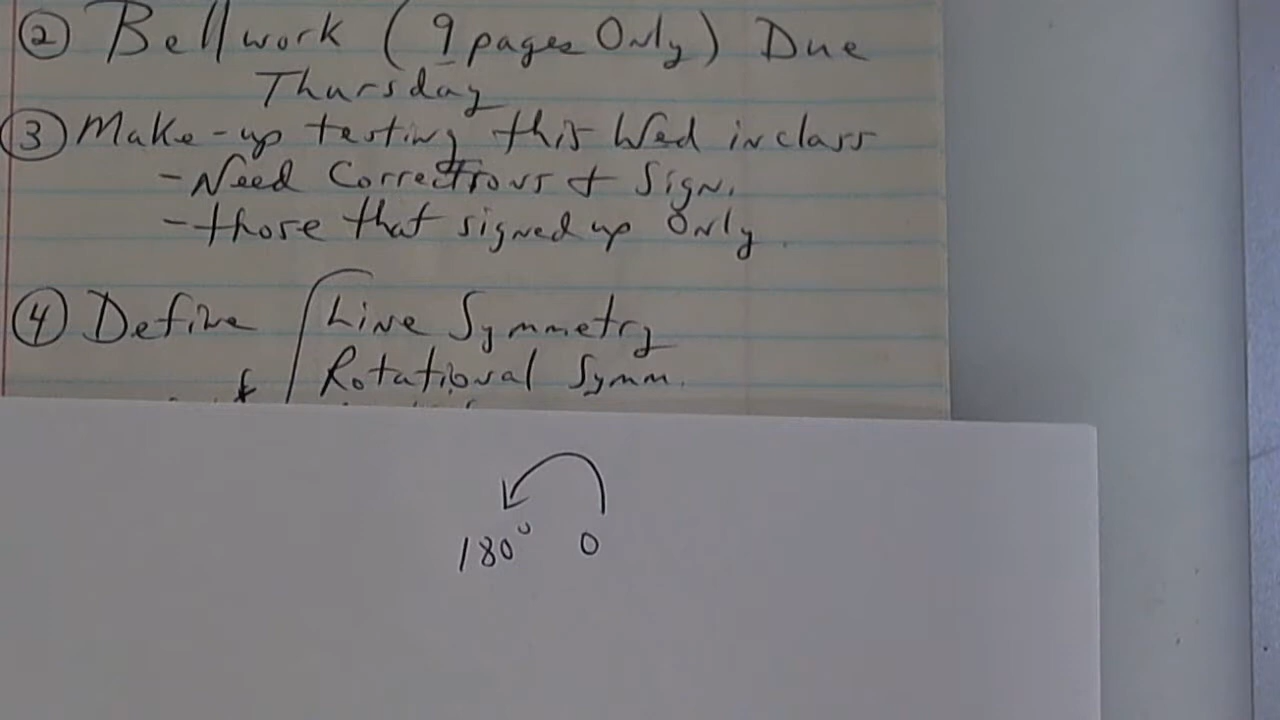 ② Bellwork (9 pages Only) Due
Thursday
③ Make-up testing this Wed in class
- Need Corrections + Sign.
- those that signed up Only.
④ Define Line Symmetry
Rotational Symm.
180° 0